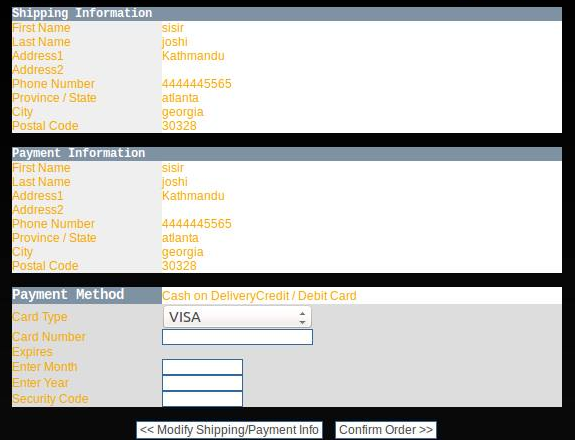 Shipping Information
First Name sisir
Last Name joshi
Address1 Kathmandu
Address2
Phone Number 4444445565
Province / State atlanta
City georgia
Postal Code 30328
Payment Information
First Name sisir
Last Name joshi
Address1 Kathmandu
Address2
Phone Number 4444445565
Province / State atlanta
City georgia
Postal Code 30328
Payment Method Cash on DeliveryCredit / Debit Card
Card Type VISA
Card Number
Expires
Enter Month
Enter Year
Security Code
<< Modify Shipping/Payment Info Confirm Order >>